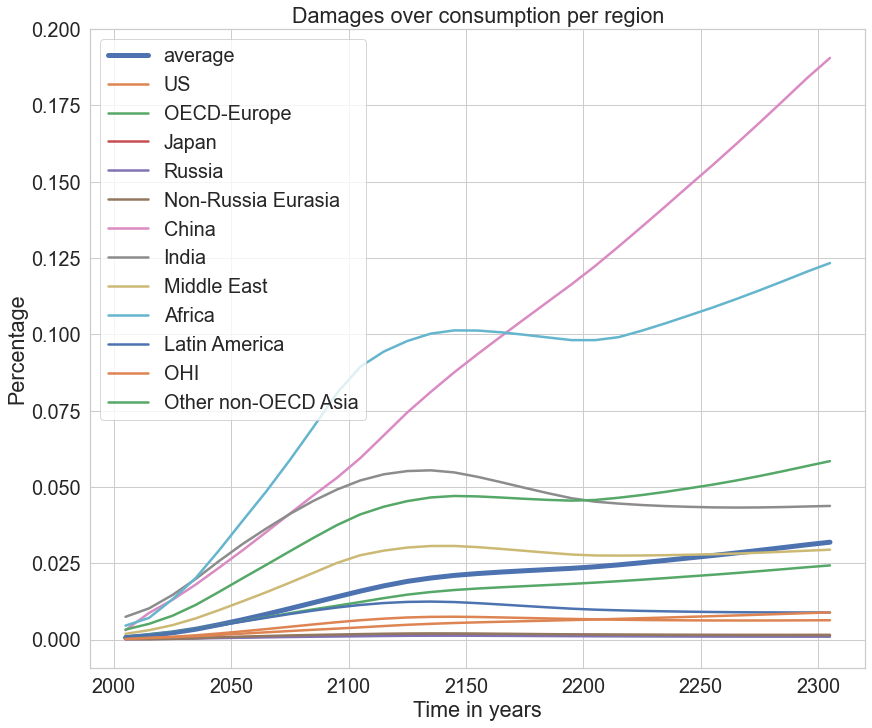 Damages over consumption per region
0.200
0.175
0.150
0.125
0.100
0.075
0.050
0.025
0.000
Percentage
average
US
OECD-Europe
Japan
Russia
Non-Russia Eurasia
China
India
Middle East
Africa
Latin America
OHI
Other non-OECD Asia
2000 2050 2100 2150 2200 2250 2300
Time in years